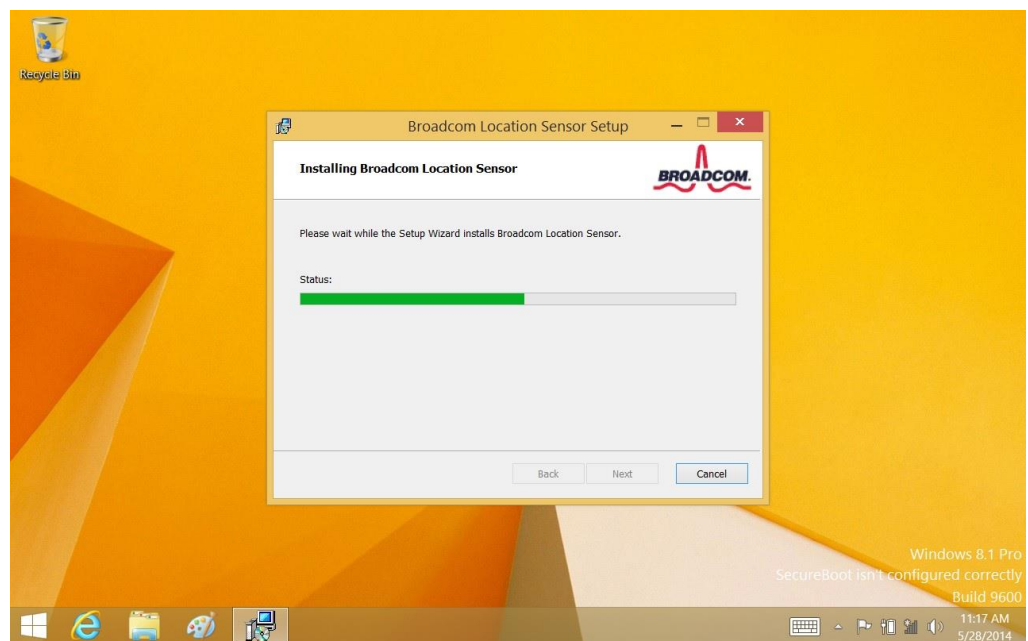 Recycle Bin
Broadcom Location Sensor Setup
Installing Broadcom Location Sensor
BROADCOM.
Please wait while the Setup Wizard installs Broadcom Location Sensor.
Status:
Back
Next
Cancel
Windows 8.1 Pro
SecureBoot isn't configured correctly
Build 9600
11:17 AM
5/28/2014